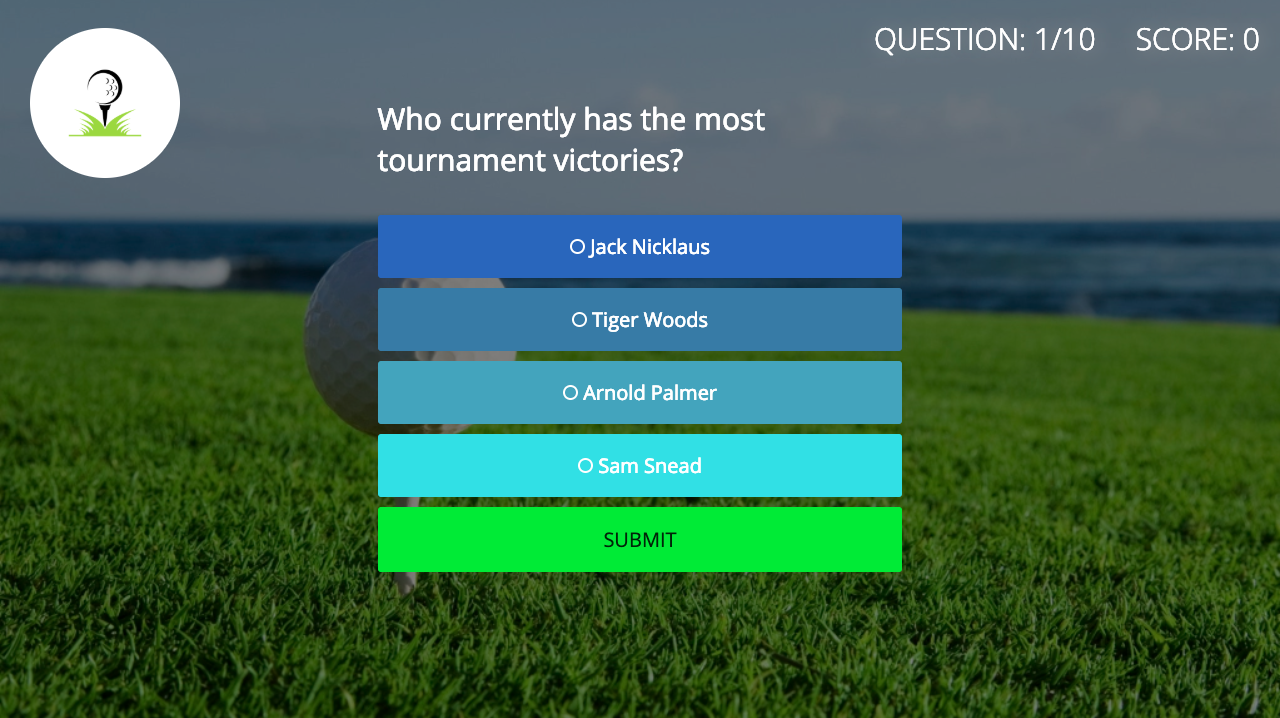 QUESTION: 1/10 SCORE: 0
Who currently has the most
tournament victories?
Jack Nicklaus
Tiger Woods
Arnold Palmer
Sam Snead
SUBMIT